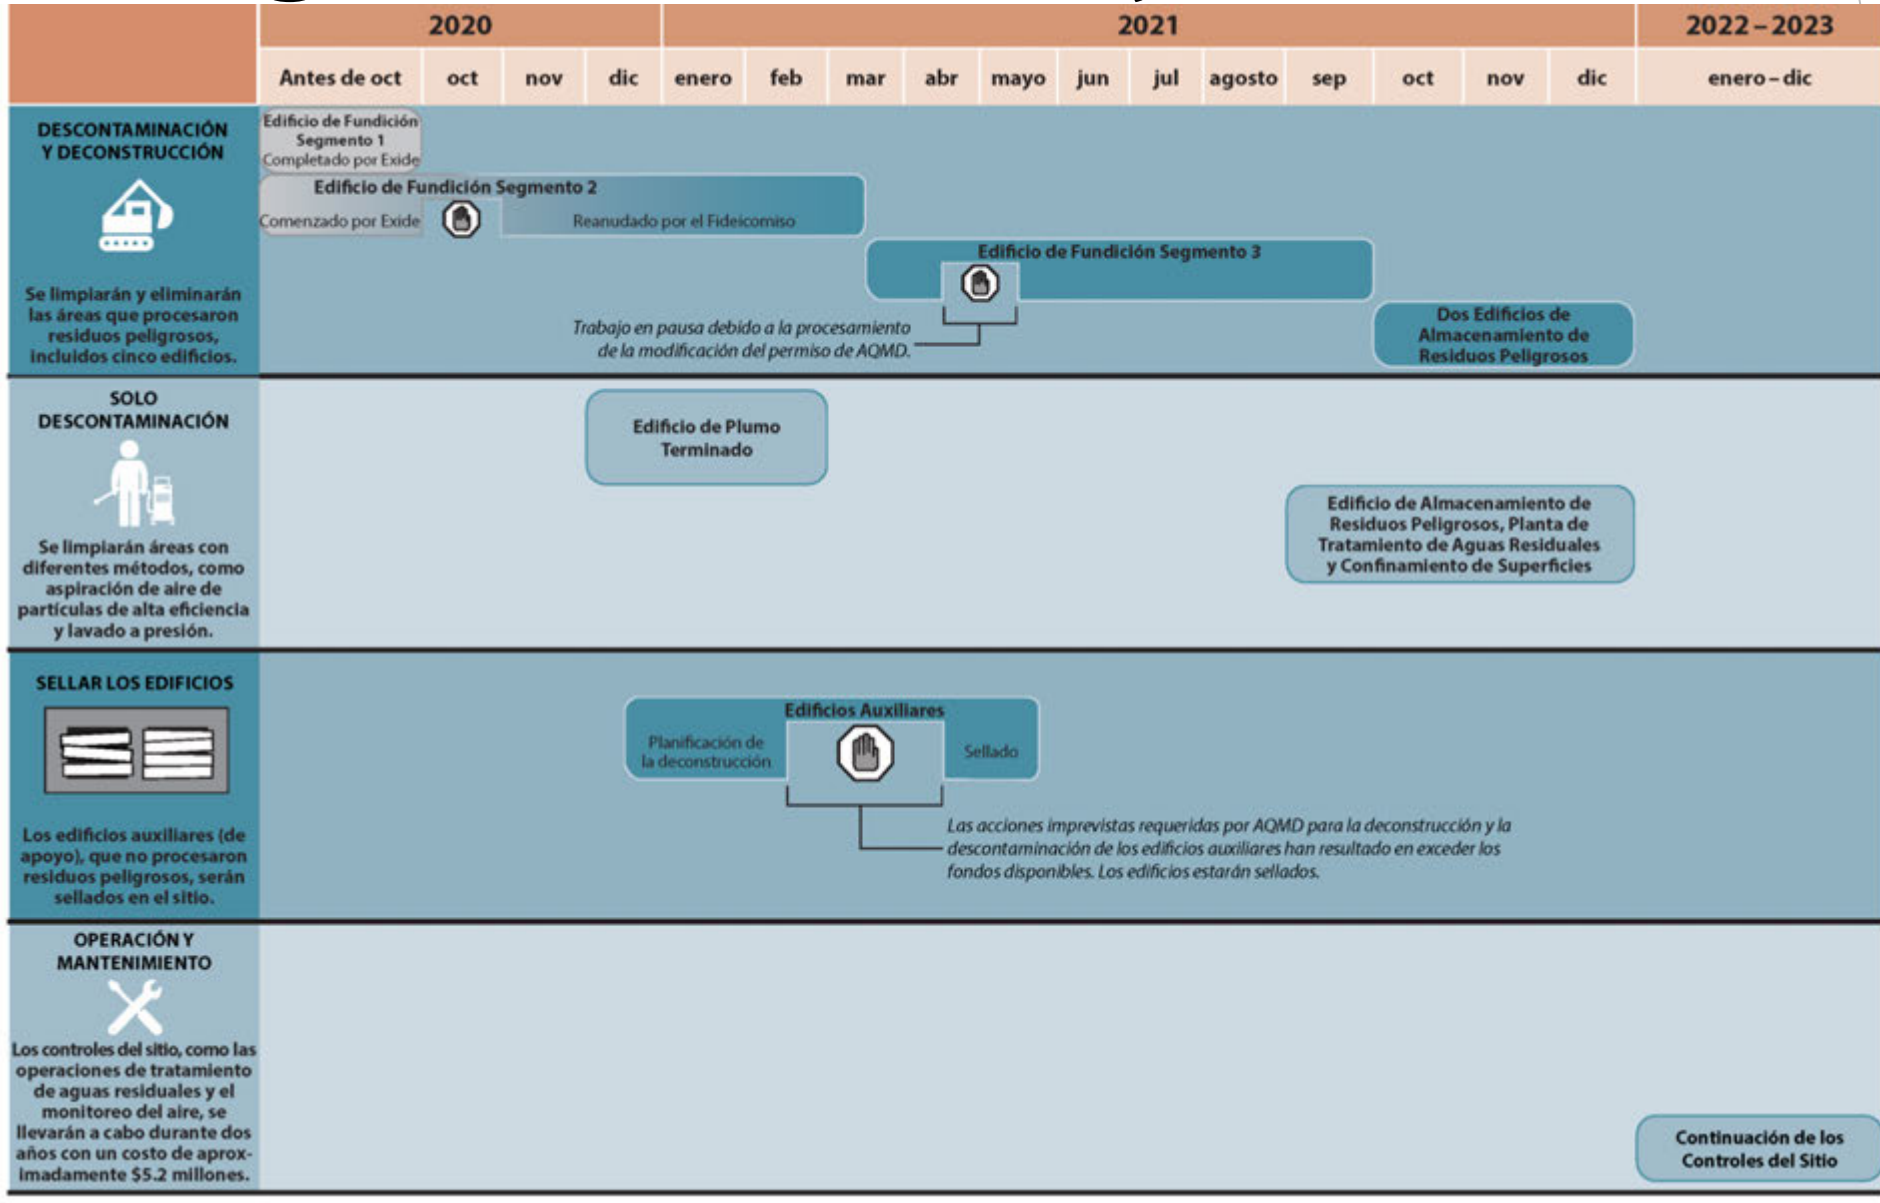 2020
2021
2022 – 2023
Antes de oct
oct
nov
dic
enero
feb
mar
abr
mayo
jun
jul
agosto
sep
oct
nov
dic
enero – dic
DESCONTAMINACIÓN
Y DECONSTRUCCIÓN
Se limpiarán y eliminarán
las áreas que procesaron
residuos peligrosos,
incluidos cinco edificios.
Edificio de Fundición
Segmento 1
Completado por Exide
Edificio de Fundición Segmento 2
Comenzado por Exide
Reanudado por el Fideicomiso
Edificio de Fundición Segmento 3
Trabajo en pausa debido a la procesamiento
de la modificación del permiso de AQMD.
Dos Edificios de
Almacenamiento de
Residuos Peligrosos
SOLO
DESCONTAMINACIÓN
Se limpiarán áreas con
diferentes métodos, como
aspiración de aire de
partículas de alta eficiencia
y lavado a presión.
Edificio de Plumo
Terminado
Edificio de Almacenamiento de
Residuos Peligrosos, Planta de
Tratamiento de Aguas Residuales
y Confinamiento de Superficies
SELLAR LOS EDIFICIOS
Los edificios auxiliares (de
apoyo), que no procesaron
residuos peligrosos, serán
sellados en el sitio.
Edificios Auxiliares
Planificación de
la deconstrucción
Sellado
Las acciones imprevistas requeridas por AQMD para la deconstrucción y la
descontaminación de los edificios auxiliares han resultado en exceder los
fondos disponibles. Los edificios estarán sellados.
OPERACIÓN Y
MANTENIMIENTO
Los controles del sitio, como las
operaciones de tratamiento
de aguas residuales y el
monitoreo del aire, se
llevarán a cabo durante dos
años con un costo de aprox-
imadamente $5.2 millones.
Continuación de los
Controles del Sitio